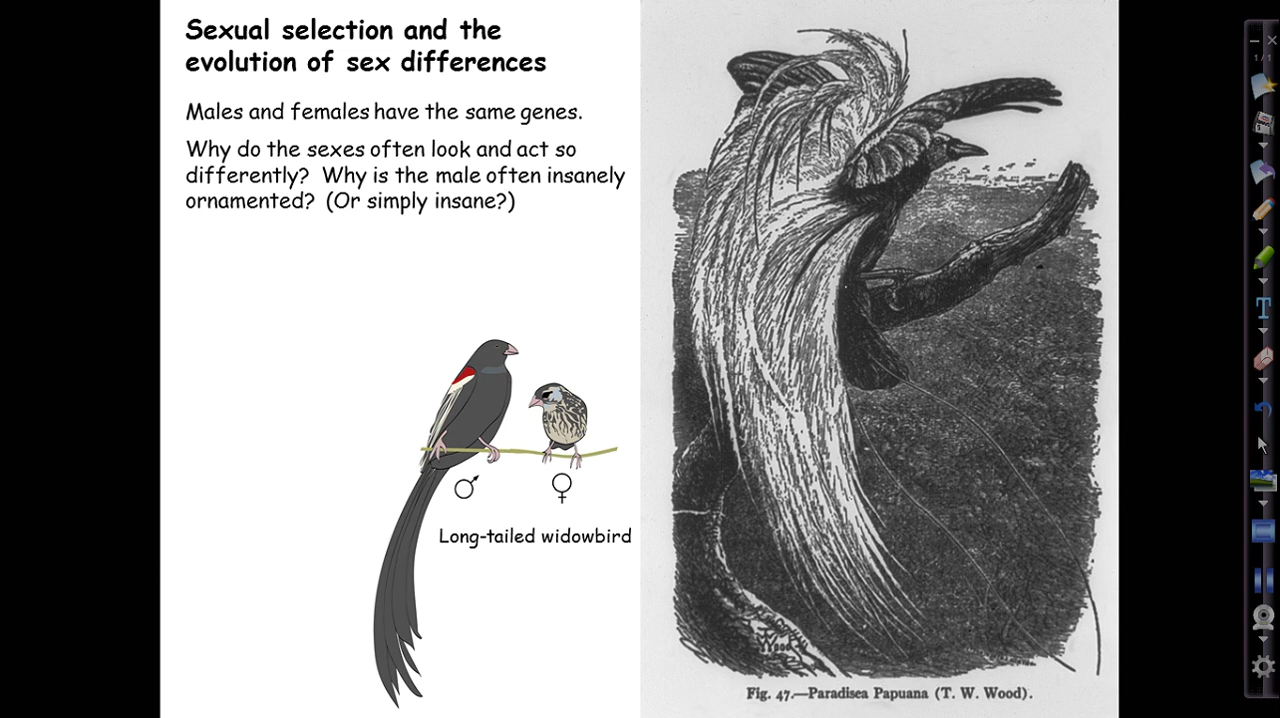 Sexual selection and the
evolution of sex differences
Males and females have the same genes.
Why do the sexes often look and act so
differently? Why is the male often insanely
ornamented? (Or simply insane?)
♂ ♀
Long-tailed widowbird
Fig. 47.—Paradisea Papuana (T. W. Wood).
1/1